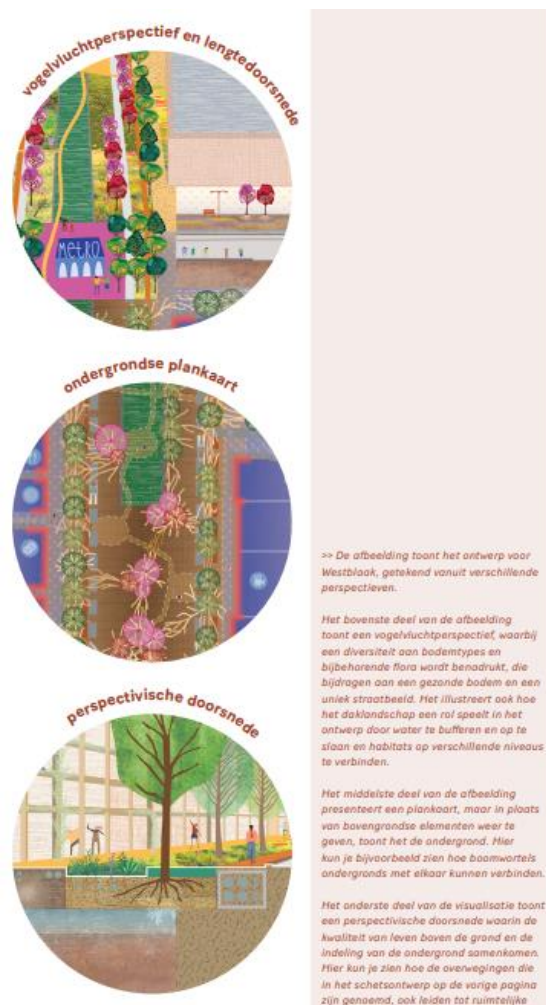 vogelvluchtperspectief en lengtedoorsnede
METRO
ondergrondse plankaart
perspectivische doorsnede
>> De afbeelding toont het ontwerp voor
Westblaak, getekend vanuit verschillende
perspectieven.
Het bovenste deel van de afbeelding
toont een vogelvluchtperspectief, waarbij
een diversiteit aan bodemtypes en
bijbehorende flora wordt benadrukt, die
bijdragen aan een gezonde bodem en een
uniek straatbeeld. Het illustreert ook hoe
het daklandschap een rol speelt in het
ontwerp door water te bufferen en op te
slaan en habitats op verschillende niveaus
te verbinden.
Het middelste deel van de afbeelding
presenteert een plankaart, maar in plaats
van bovengrondse elementen weer te
geven, toont het de ondergrond. Hier
kun je bijvoorbeeld zien hoe boomwortels
ondergronds met elkaar kunnen verbinden.
Het onderste deel van de visualisatie toont
een perspectivische doorsnede waarin de
kwaliteit van leven boven de grond en de
indeling van de ondergrond samenkomen.
Hier kun je zien hoe de overwegingen die
in het schetsontwerp op de vorige pagina
zijn genoemd, ook leiden tot ruimtelijke